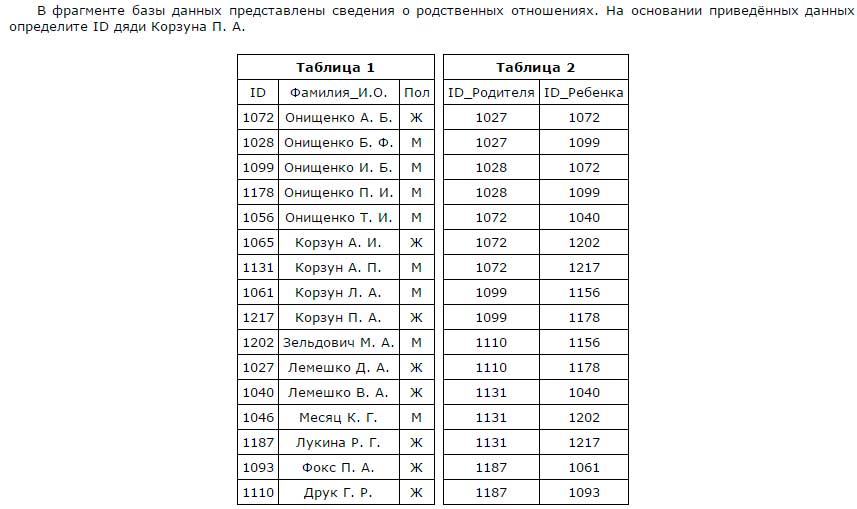 В фрагменте базы данных представлены сведения о родственных отношениях. На основании приведённых данных
определите ID дяди Корзуна П. А.
Таблица 1 Таблица 2
ID Фамилия_И.О. Пол ID_Родителя ID_Ребенка
1072 Онищенко А. Б. Ж 1027 1072
1028 Онищенко Б. Ф. М 1027 1099
1099 Онищенко И. Б. М 1028 1072
1178 Онищенко П. И. М 1028 1099
1056 Онищенко Т. И. М 1072 1040
1065 Корзун А. И. Ж 1072 1202
1131 Корзун А. П. М 1072 1217
1061 Корзун Л. А. М 1099 1156
1217 Корзун П. А. Ж 1099 1178
1202 Зельдович М. А. М 1110 1156
1027 Лемешко Д. А. Ж 1110 1178
1040 Лемешко В. А. Ж 1131 1040
1046 Месяц К. Г. М 1131 1202
1187 Лукина Р. Г. Ж 1131 1217
1093 Фокс П. А. Ж 1187 1061
1110 Друк Г. Р. Ж 1187 1093